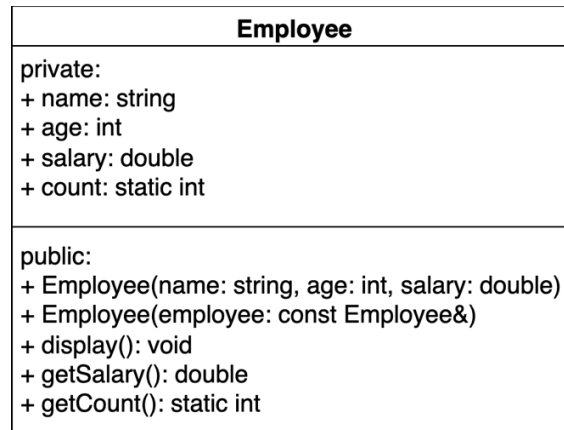 Employee
private:
+ name: string
+ age: int
+ salary: double
+ count: static int
public:
+ Employee(name: string, age: int, salary: double)
+ Employee(employee: const Employee&)
+ display(): void
+ getSalary(): double
+ getCount(): static int